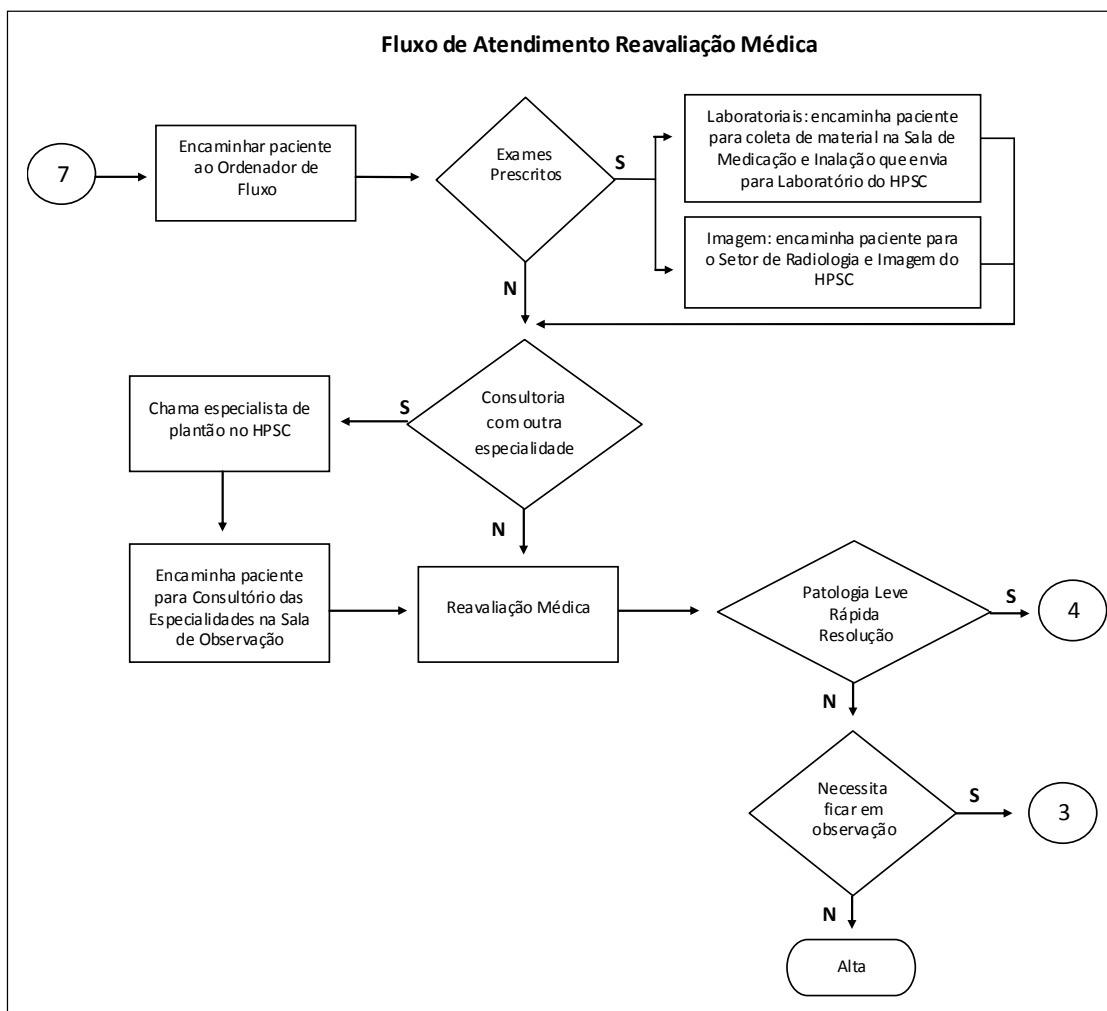 Fluxo de Atendimento Reavaliação Médica
7
Encaminhar paciente
ao Ordenador de
Fluxo
Exames
Prescritos
S
Laboratoriais: encaminha paciente
para coleta de material na Sala de
Medicação e Inalação que envia
para Laboratório do HPSC
Imagem: encaminha paciente para
o Setor de Radiologia e Imagem do
HPSC
N
Consultoria
com outra
especialidade
S
Chama especialista de
plantão no HPSC
N
Encaminha paciente
para Consultório das
Especialidades na Sala
de Observação
Reavaliação Médica
Patologia Leve
Rápida
Resolução
S
4
N
Necessita
ficar em
observação
S
3
N
Alta